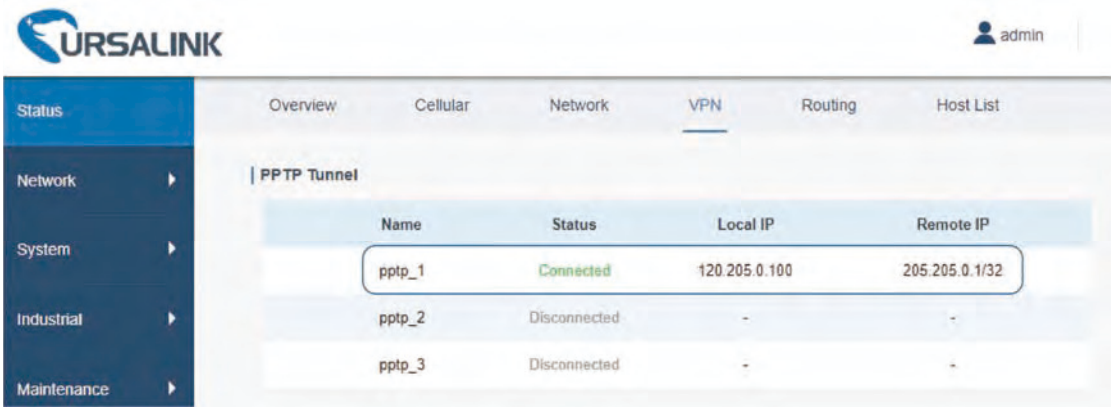 URSALINK
admin
Status
Overview Cellular Network VPN Routing Host List
Network
PPTP Tunnel
Name Status Local IP Remote IP
System
pptp_1 Connected 120.205.0.100 205.205.0.1/32
Industrial
pptp_2 Disconnected - -
pptp_3 Disconnected - -
Maintenance